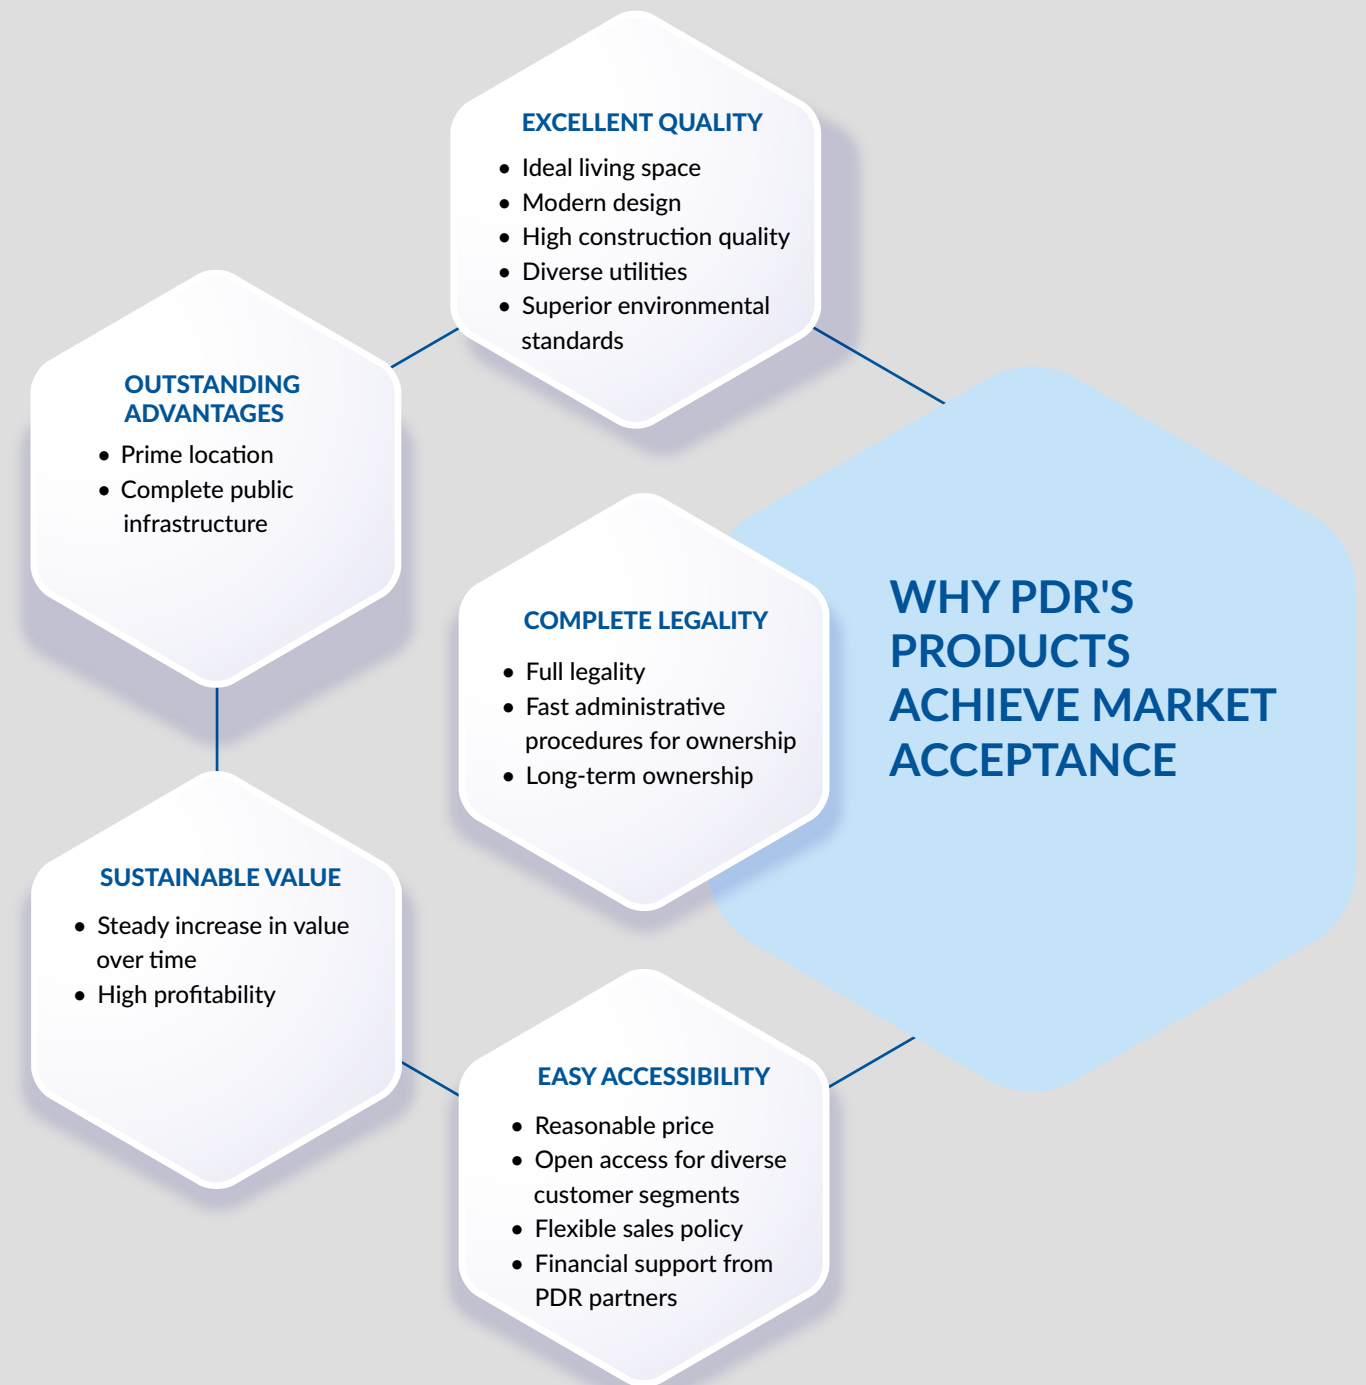 EXCELLENT QUALITY
• Ideal living space
• Modern design
• High construction quality
• Diverse utilities
• Superior environmental
standards
OUTSTANDING
ADVANTAGES
• Prime location
• Complete public
infrastructure
COMPLETE LEGALITY
• Full legality
• Fast administrative
procedures for ownership
• Long-term ownership
WHY PDR'S
PRODUCTS
ACHIEVE MARKET
ACCEPTANCE
SUSTAINABLE VALUE
• Steady increase in value
over time
• High profitability
EASY ACCESSIBILITY
• Reasonable price
• Open access for diverse
customer segments
• Flexible sales policy
• Financial support from
PDR partners